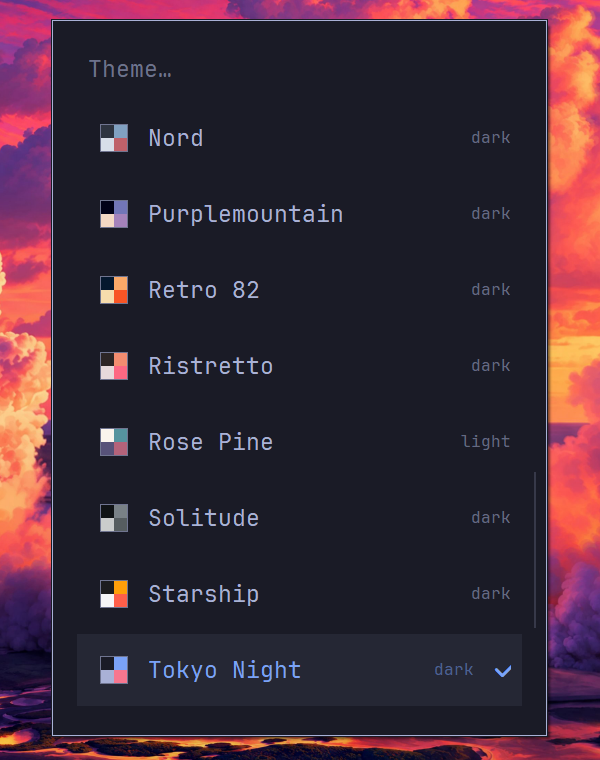 Theme…
Nord dark
Purplemountain dark
Retro 82 dark
Ristretto dark
Rose Pine light
Solitude dark
Starship dark
Tokyo Night dark